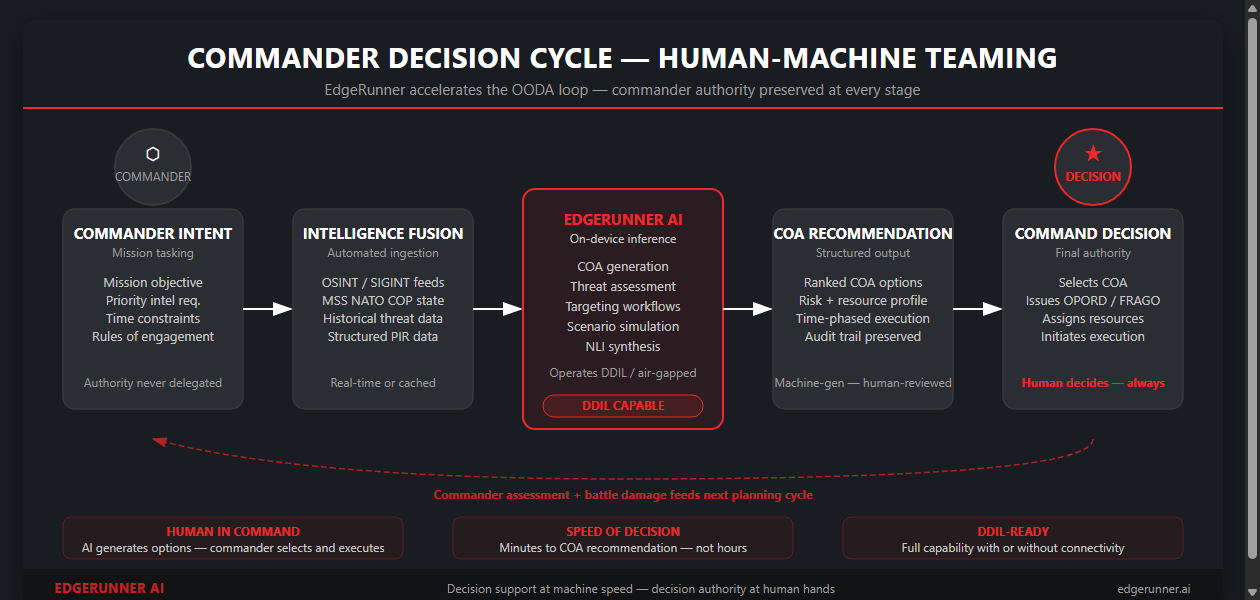 COMMANDER DECISION CYCLE — HUMAN-MACHINE TEAMING
EdgeRunner accelerates the OODA loop — commander authority preserved at every stage
COMMANDER
COMMANDER INTENT
Mission tasking
Mission objective
Priority intel req.
Time constraints
Rules of engagement
Authority never delegated
INTELLIGENCE FUSION
Automated ingestion
OSINT / SIGINT feeds
MSS NATO COP state
Historical threat data
Structured PIR data
Real-time or cached
EDGERUNNER AI
On-device inference
COA generation
Threat assessment
Targeting workflows
Scenario simulation
NLI synthesis
Operates DDIL / air-gapped
DDIL CAPABLE
COA RECOMMENDATION
Structured output
Ranked COA options
Risk + resource profile
Time-phased execution
Audit trail preserved
Machine-gen — human-reviewed
DECISION
COMMAND DECISION
Final authority
Selects COA
Issues OPORD / FRAGO
Assigns resources
Initiates execution
Human decides — always
Commander assessment + battle damage feeds next planning cycle
HUMAN IN COMMAND
AI generates options — commander selects and executes
SPEED OF DECISION
Minutes to COA recommendation — not hours
DDIL-READY
Full capability with or without connectivity
EDGERUNNER AI
Decision support at machine speed — decision authority at human hands
edgerunner.ai